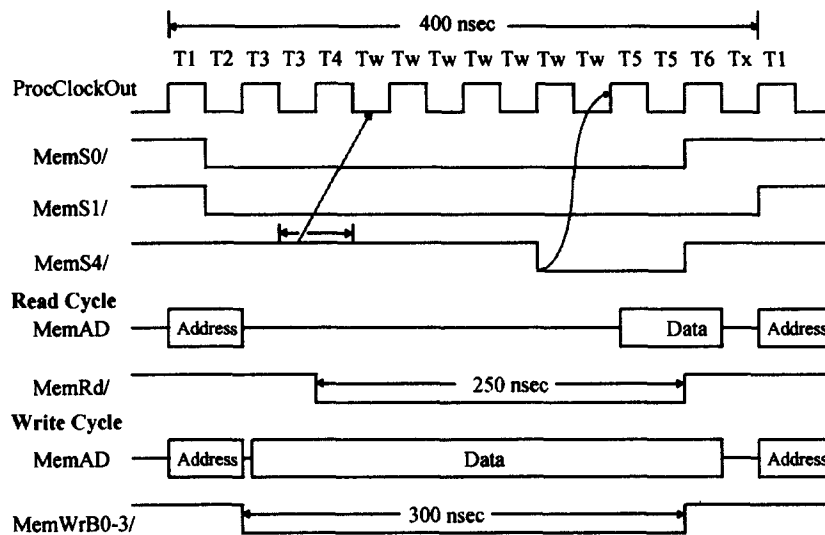 400 nsec
T1 T2 T3 T3 T4 Tw Tw Tw Tw Tw Tw Tw T5 T5 T6 Tx T1
ProcClockOut
MemS0/
MemS1/
MemS4/
Read Cycle
MemAD Address Data Address
MemRd/ 250 nsec
Write Cycle
MemAD Address Data Address
MemWrB0-3/ 300 nsec